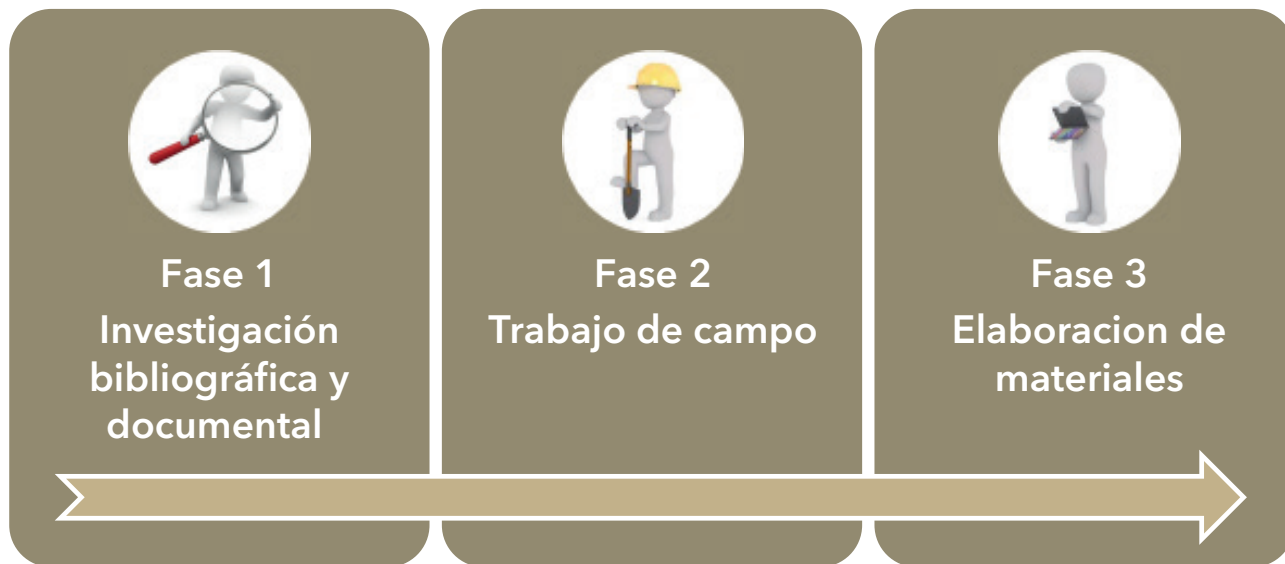 Fase 1
Investigación
bibliográfica y
documental
Fase 2
Trabajo de campo
Fase 3
Elaboracion de
materiales